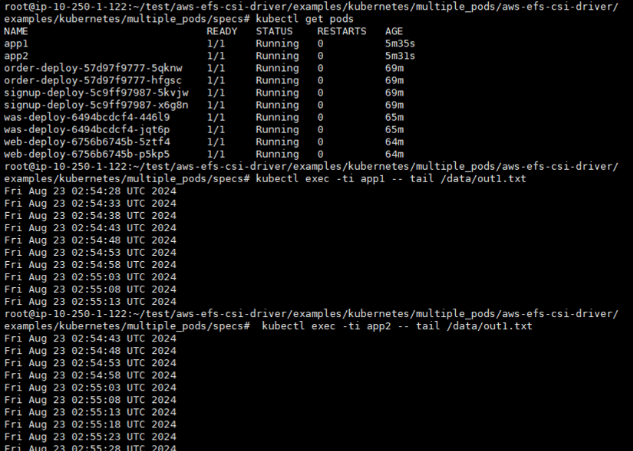 root@ip-10-250-1-122:~/test/aws-efs-csi-driver/examples/kubernetes/multiple_pods/aws-efs-csi-driver/
examples/kubernetes/multiple_pods/specs# kubectl get pods
NAME READY STATUS RESTARTS AGE
app1 1/1 Running 0 5m35s
app2 1/1 Running 0 5m31s
order-deploy-57d97f9777-5qknw 1/1 Running 0 69m
order-deploy-57d97f9777-hfgsc 1/1 Running 0 69m
signup-deploy-5c9ff97987-5kvjw 1/1 Running 0 69m
signup-deploy-5c9ff97987-x6g8n 1/1 Running 0 69m
was-deploy-6494bcdcf4-446l9 1/1 Running 0 65m
was-deploy-6494bcdcf4-jqt6p 1/1 Running 0 65m
web-deploy-6756b6745b-5ztf4 1/1 Running 0 64m
web-deploy-6756b6745b-p5kp5 1/1 Running 0 64m
root@ip-10-250-1-122:~/test/aws-efs-csi-driver/examples/kubernetes/multiple_pods/aws-efs-csi-driver/
examples/kubernetes/multiple_pods/specs# kubectl exec -ti app1 -- tail /data/out1.txt
Fri Aug 23 02:54:28 UTC 2024
Fri Aug 23 02:54:33 UTC 2024
Fri Aug 23 02:54:38 UTC 2024
Fri Aug 23 02:54:43 UTC 2024
Fri Aug 23 02:54:48 UTC 2024
Fri Aug 23 02:54:53 UTC 2024
Fri Aug 23 02:54:58 UTC 2024
Fri Aug 23 02:55:03 UTC 2024
Fri Aug 23 02:55:08 UTC 2024
Fri Aug 23 02:55:13 UTC 2024
root@ip-10-250-1-122:~/test/aws-efs-csi-driver/examples/kubernetes/multiple_pods/aws-efs-csi-driver/
examples/kubernetes/multiple_pods/specs# kubectl exec -ti app2 -- tail /data/out1.txt
Fri Aug 23 02:54:43 UTC 2024
Fri Aug 23 02:54:48 UTC 2024
Fri Aug 23 02:54:53 UTC 2024
Fri Aug 23 02:54:58 UTC 2024
Fri Aug 23 02:55:03 UTC 2024
Fri Aug 23 02:55:08 UTC 2024
Fri Aug 23 02:55:13 UTC 2024
Fri Aug 23 02:55:18 UTC 2024
Fri Aug 23 02:55:23 UTC 2024
Fri Aug 23 02:55:28 UTC 2024